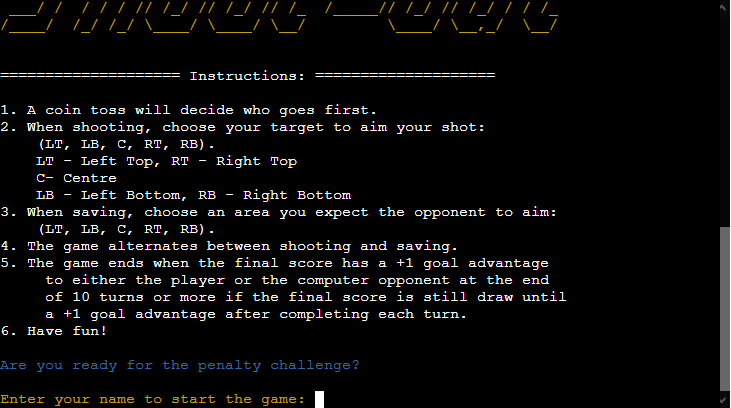 ==================== Instructions: ====================
1. A coin toss will decide who goes first.
2. When shooting, choose your target to aim your shot:
(LT, LB, C, RT, RB).
LT - Left Top, RT - Right Top
C- Centre
LB - Left Bottom, RB - Right Bottom
3. When saving, choose an area you expect the opponent to aim:
(LT, LB, C, RT, RB).
4. The game alternates between shooting and saving.
5. The game ends when the final score has a +1 goal advantage
to either the player or the computer opponent at the end
of 10 turns or more if the final score is still draw until
a +1 goal advantage after completing each turn.
6. Have fun!
Are you ready for the penalty challenge?
Enter your name to start the game: